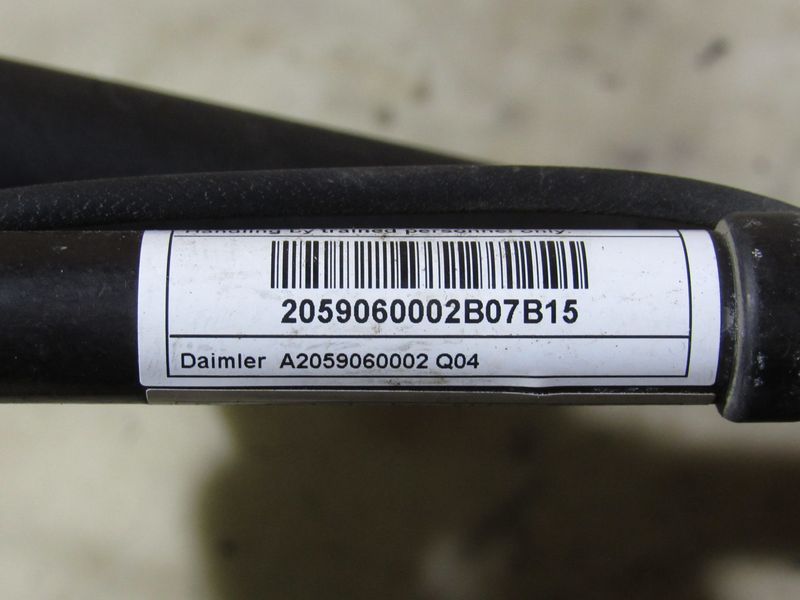 Handling by trained personnel only.
2059060002B07B15
Daimler A2059060002 Q04